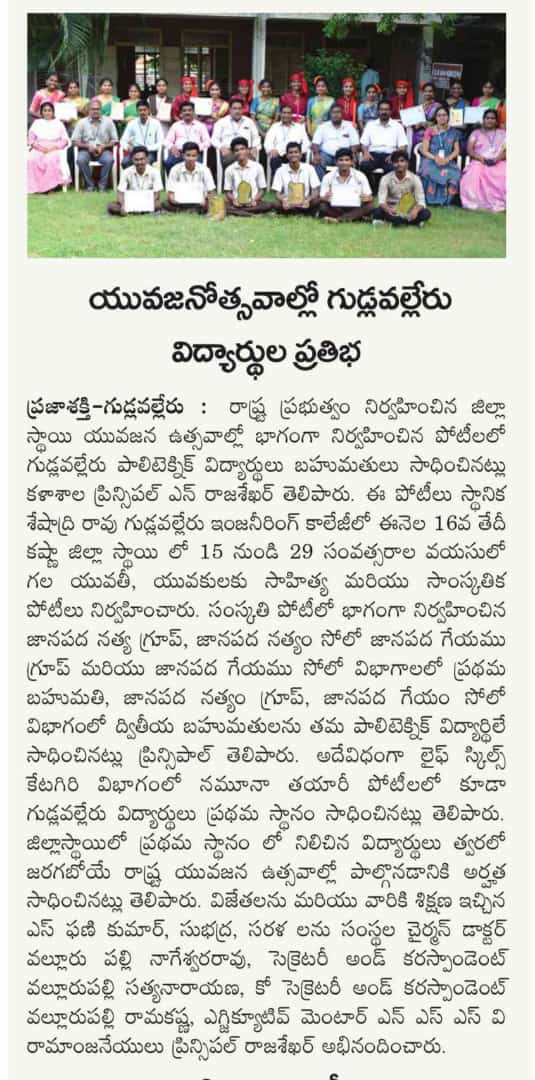 యువజనోత్సవాల్లో గుడ్లవల్లేరు
విద్యార్థుల ప్రతిభ
ప్రజాశక్తి-గుడ్లవల్లేరు : రాష్ట్ర ప్రభుత్వం నిర్వహించిన జిల్లా
స్థాయి యువజన ఉత్సవాల్లో భాగంగా నిర్వహించిన పోటీలలో
గుడ్లవల్లేరు పాలిటెక్నిక్ విద్యార్థులు బహుమతులు సాధించినట్లు
కళాశాల ప్రిన్సిపల్ ఎన్ రాజశేఖర్ తెలిపారు. ఈ పోటీలు స్థానిక
శేషాద్రి రావు గుడ్లవల్లేరు ఇంజనీరింగ్ కాలేజీలో ఈనెల 16వ తేదీ
కష్ణా జిల్లా స్థాయి లో 15 నుండి 29 సంవత్సరాల వయసులో
గల యువతీ, యువకులకు సాహిత్య మరియు సాంస్కతిక
పోటీలు నిర్వహించారు. సంస్కతి పోటీలో భాగంగా నిర్వహించిన
జానపద నత్య గ్రూప్, జానపద నత్యం సోలో జానపద గేయము
గ్రూప్ మరియు జానపద గేయము సోలో విభాగాలలో ప్రథమ
బహుమతి, జానపద నత్యం గ్రూప్, జానపద గేయం సోలో
విభాగంలో ద్వితీయ బహుమతులను తమ పాలిటెక్నిక్ విద్యార్థిలే
సాధించినట్లు ప్రిన్సిపాల్ తెలిపారు. అదేవిధంగా లైఫ్ స్కిల్స్
కేటగిరి విభాగంలో నమూనా తయారీ పోటీలలో కూడా
గుడ్లవల్లేరు విద్యార్థులు ప్రథమ స్థానం సాధించినట్లు తెలిపారు.
జిల్లాస్థాయిలో ప్రథమ స్థానం లో నిలిచిన విద్యార్థులు త్వరలో
జరగబోయే రాష్ట్ర యువజన ఉత్సవాల్లో పాల్గొనడానికి అర్హత
సాధించినట్లు తెలిపారు. విజేతలను మరియు వారికి శిక్షణ ఇచ్చిన
ఎస్ ఫణి కుమార్, సుభద్ర, సరళ లను సంస్థల చైర్మన్ డాక్టర్
వల్లూరు పల్లి నాగేశ్వరరావు, సెక్రెటరీ అండ్ కరస్పాండెంట్
వల్లూరుపల్లి సత్యనారాయణ, కో సెక్రెటరీ అండ్ కరస్పాండెంట్
వల్లూరుపల్లి రామకష్ణ, ఎగ్జిక్యూటివ్ మెంటార్ ఎన్ ఎస్ ఎస్ వి
రామాంజనేయులు ప్రిన్సిపల్ రాజశేఖర్ అభినందించారు.